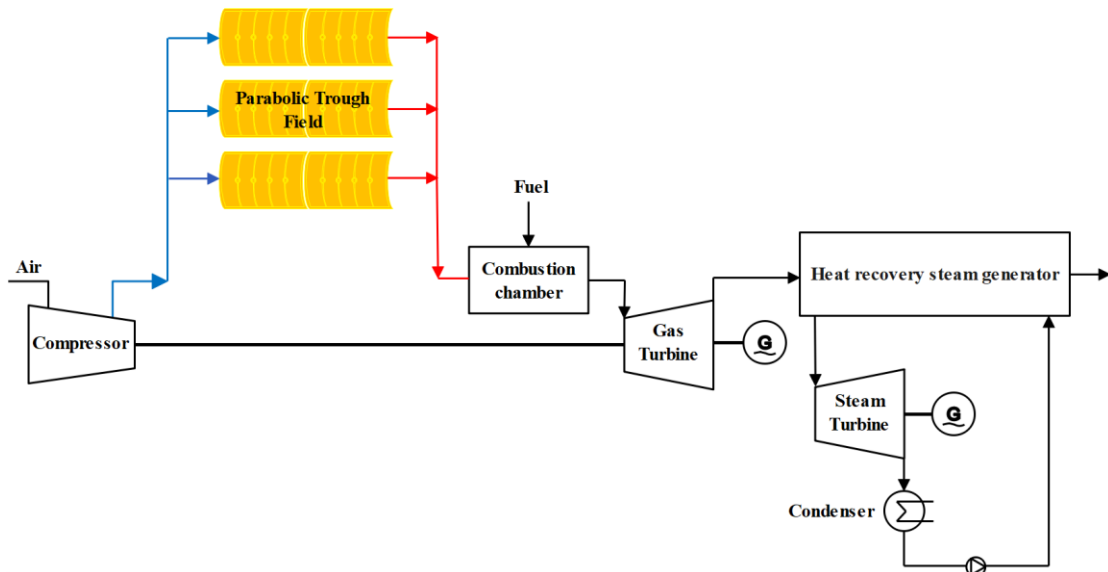 Parabolic Trough
Field
Fuel
Air
Combustion
chamber
Heat recovery steam generator
Compressor
Gas
Turbine
G
Steam
Turbine
G
Condenser